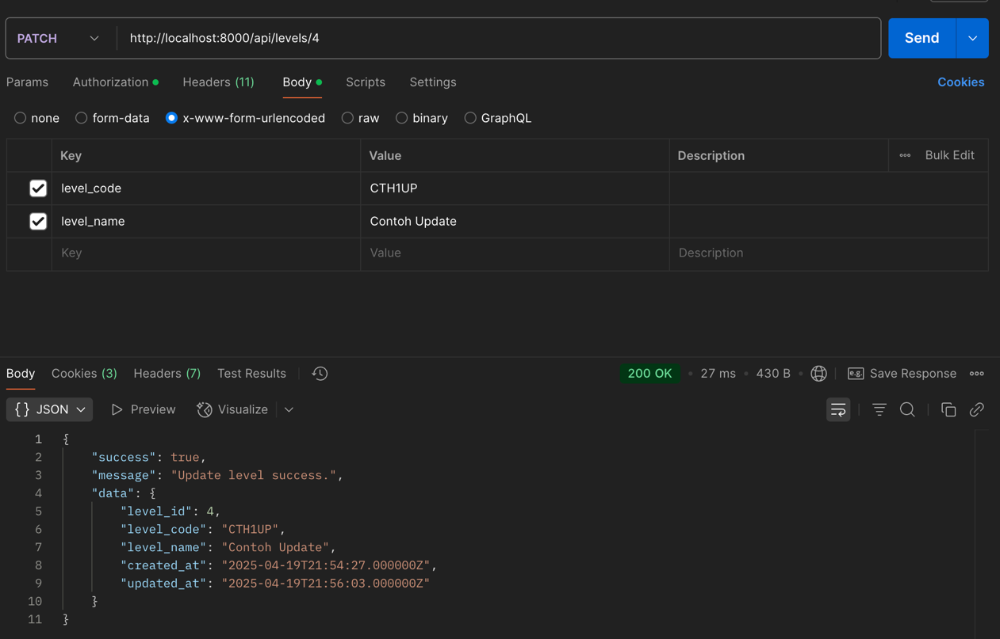 PATCH http://localhost:8000/api/levels/4 Send
Params Authorization Headers (11) Body Scripts Settings Cookies
none form-data x-www-form-urlencoded raw binary GraphQL
Key Value Description Bulk Edit
level_code CTH1UP
level_name Contoh Update
Key Value Description
Body Cookies (3) Headers (7) Test Results 200 OK 27 ms 430 B e.g. Save Response
{} JSON Preview Visualize
1 {
2 "success": true,
3 "message": "Update level success.",
4 "data": {
5 "level_id": 4,
6 "level_code": "CTH1UP",
7 "level_name": "Contoh Update",
8 "created_at": "2025-04-19T21:54:27.000000Z",
9 "updated_at": "2025-04-19T21:56:03.000000Z"
10 }
11 }